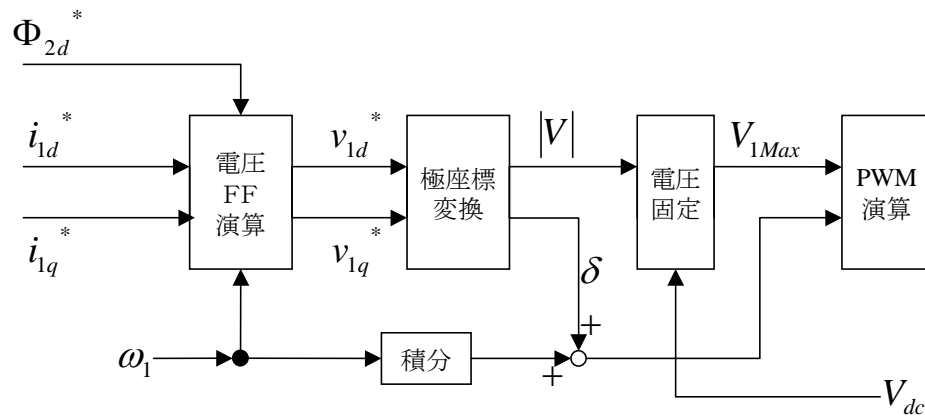 Φ2d*
i1d*
i1q*
電圧
FF
演算
v1d*
v1q*
極座標
変換
|V|
δ
電圧
固定
V1Max
PWM
演算
ω1
積分
+
+
Vdc